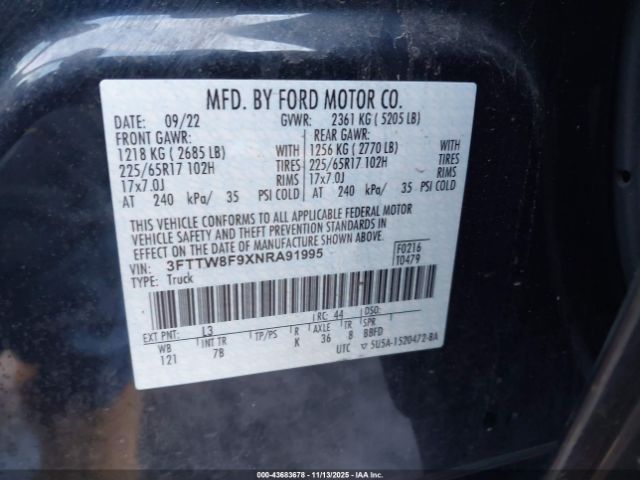 MFD. BY FORD MOTOR CO.
DATE: 09/22 GVWR: 2361 KG ( 5205 LB)
FRONT GAWR: REAR GAWR:
1218 KG ( 2685 LB) WITH 1256 KG ( 2770 LB) WITH
225/65R17 102H TIRES 225/65R17 102H TIRES
17x7.0J RIMS 17x7.0J RIMS
AT 240 kPa/ 35 PSI COLD AT 240 kPa/ 35 PSI COLD
THIS VEHICLE CONFORMS TO ALL APPLICABLE FEDERAL MOTOR
VEHICLE SAFETY AND THEFT PREVENTION STANDARDS IN
EFFECT ON THE DATE OF MANUFACTURE SHOWN ABOVE.
VIN: 3FTTW8F9XNRA91995 F0216
TYPE: Truck T0479
EXT PNT: L3 RC: 44 DSO:
WB INT TR TP/PS R AXLE TR SPR
121 7B K 36 8 BBFD
UTC 5U5A-1520472-BA
000-43683678 - 11/13/2025 - IAAI.CA